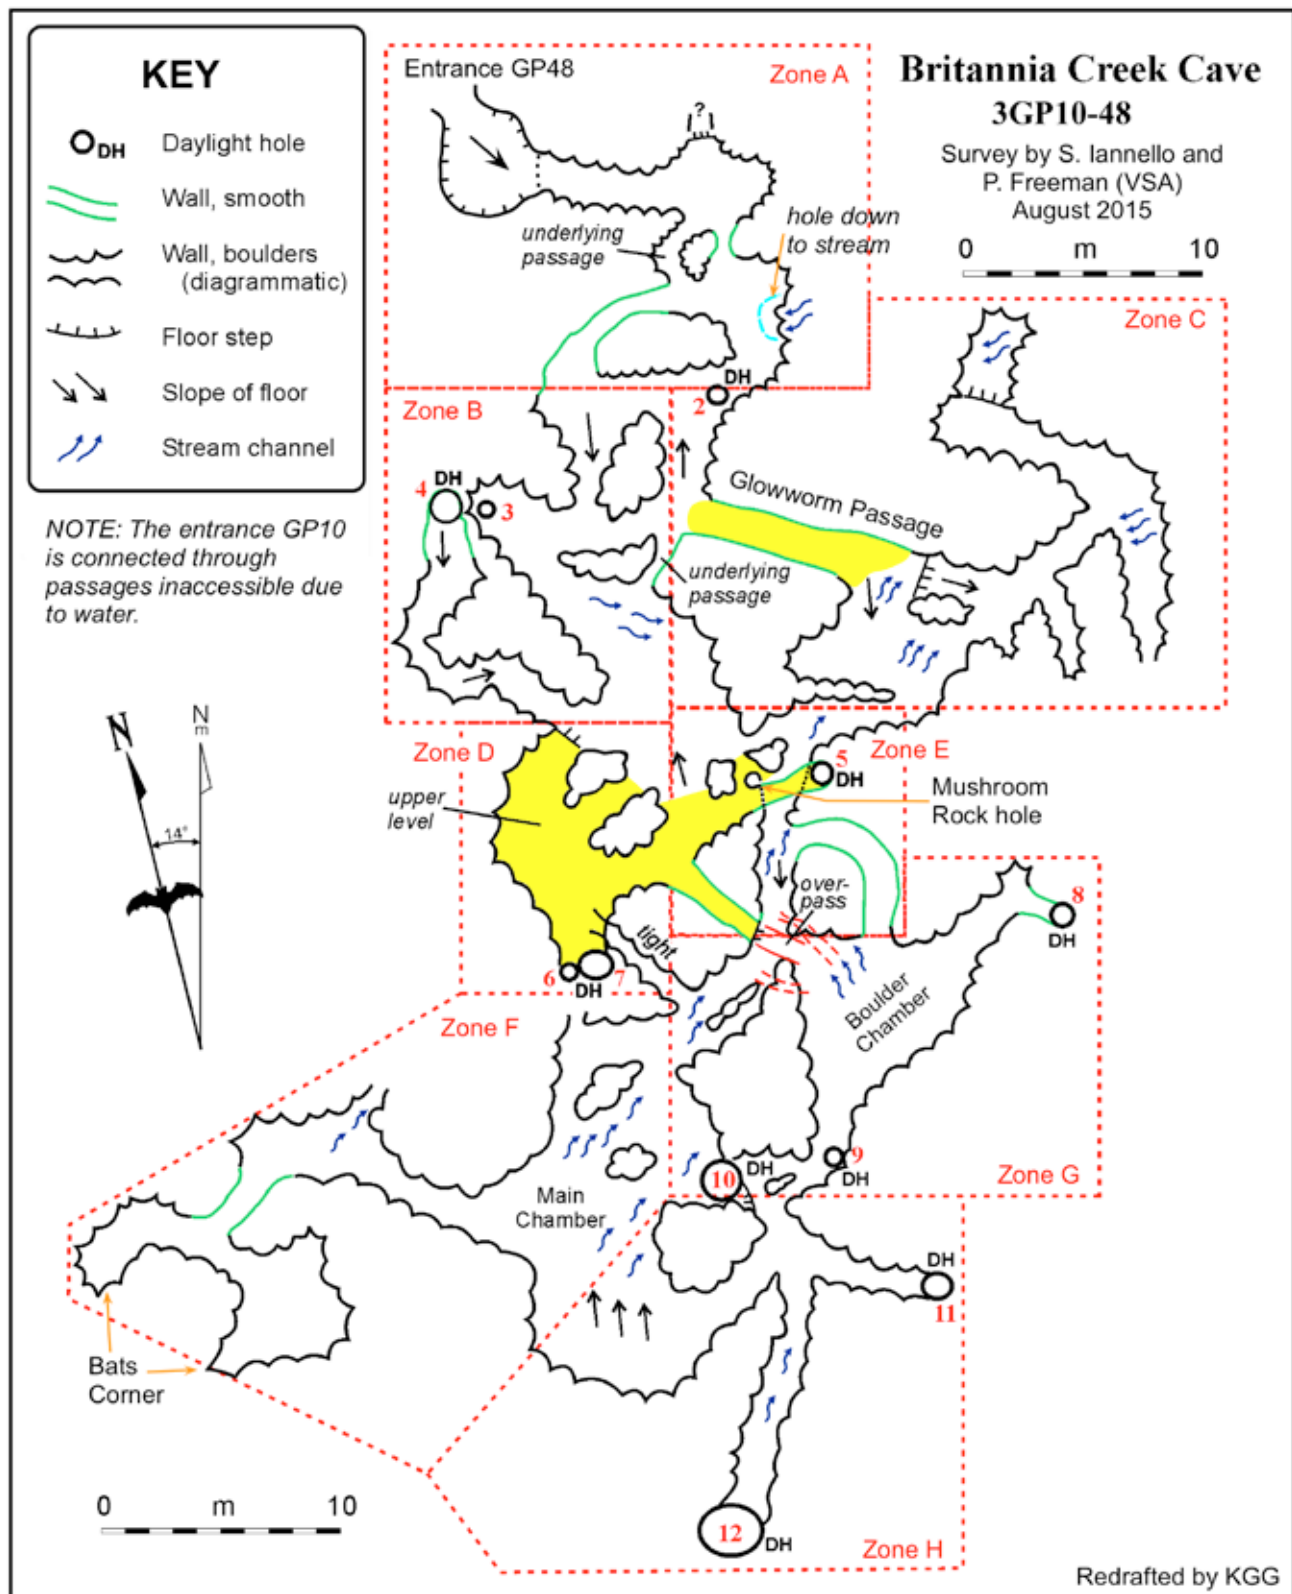 KEY
DH
Daylight hole
Wall, smooth
Wall, boulders
(diagrammatic)
Floor step
Slope of floor
Stream channel
NOTE: The entrance GP10
is connected through
passages inaccessible due
to water.
Britannia Creek Cave
3GP10-48
Survey by S. Iannello and
P. Freeman (VSA)
August 2015
0 m 10
Entrance GP48
Zone A
?
underlying
passage
hole down
to stream
Zone C
DH
2
Zone B
DH
4
3
Glowworm Passage
underlying
passage
N
N
m
14°
Zone D
Zone E
5
DH
upper
level
Mushroom
Rock hole
over-
pass
tight
8
DH
6
DH
7
Boulder
Chamber
Zone F
9
DH
10
DH
Zone G
Main
Chamber
DH
11
Bats
Corner
0 m 10
12
DH
Zone H
Redrafted by KGG